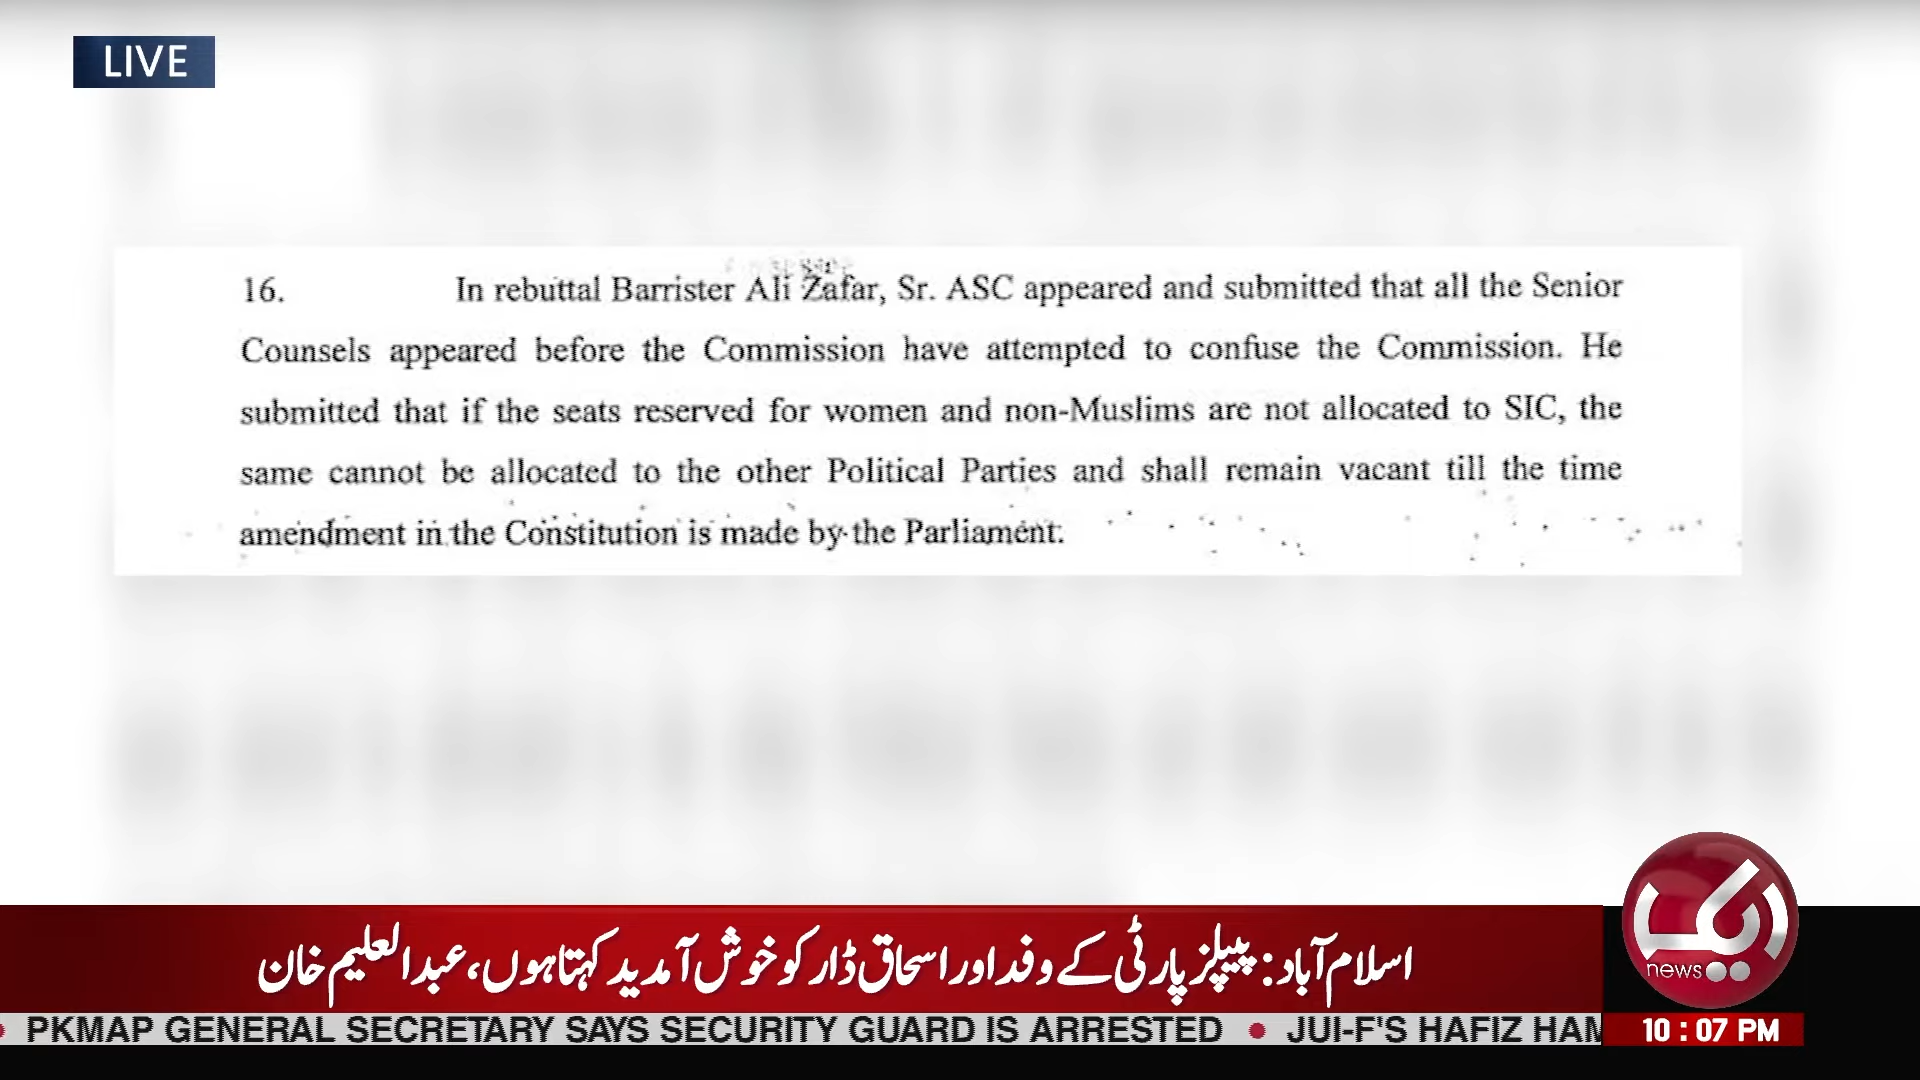 LIVE
16. In rebuttal Barrister Ali Zafar, Sr. ASC appeared and submitted that all the Senior
Counsels appeared before the Commission have attempted to confuse the Commission. He
submitted that if the seats reserved for women and non-Muslims are not allocated to SIC, the
same cannot be allocated to the other Political Parties and shall remain vacant till the time
amendment in the Constitution is made by the Parliament.
اسلام آباد: پیپلز پارٹی کے وفد اور اسحاق ڈار کو خوش آمدید کہتا ہوں، عبدالعلیم خان
news
PKMAP GENERAL SECRETARY SAYS SECURITY GUARD IS ARRESTED • JUI-F'S HAFIZ HAM
10 : 07 PM